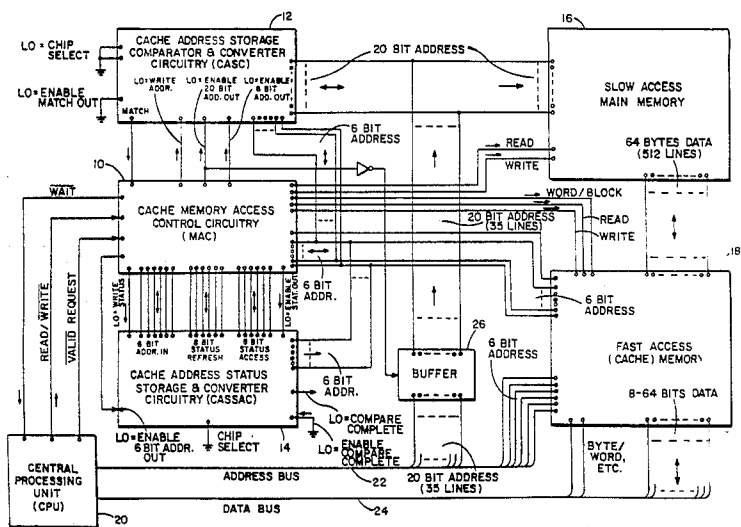 12
CACHE ADDRESS STORAGE
COMPARATOR & CONVERTER
CIRCUITRY (CASC)
LO = CHIP
SELECT
LO = ENABLE
MATCH OUT
LO = WRITE
ADDR.
LO = ENABLE
20 BIT
ADD. OUT
LO = ENABLE
6 BIT
ADD. OUT
MATCH
20 BIT ADDRESS
16
SLOW ACCESS
MAIN MEMORY
64 BYTES DATA
(512 LINES)
6 BIT
ADDRESS
READ
WRITE
10
WAIT
CACHE MEMORY ACCESS
CONTROL CIRCUITRY
(MAC)
WORD/BLOCK
READ
WRITE
20 BIT ADDRESS
(35 LINES)
6 BIT
ADDR.
18
READ/WRITE
VALID REQUEST
LO = WRITE
STATUS
6 BIT
ADDR. IN
8 BIT
STATUS
REFRESH
8 BIT
STATUS
ACCESS
LO = ENABLE
STAT. OUT
CACHE ADDRESS STATUS
STORAGE & CONVERTER
CIRCUITRY (CASSAC)
6 BIT
ADDR.
26
BUFFER
6 BIT
ADDRESS
6 BIT
ADDRESS
FAST ACCESS
(CACHE) MEMORY
8-64 BITS DATA
LO = COMPARE
COMPLETE
LO = ENABLE
COMPARE
COMPLETE
LO = ENABLE
6 BIT ADDR.
OUT
CHIP
SELECT
14
CENTRAL
PROCESSING
UNIT
(CPU)
20
ADDRESS BUS
22
20 BIT ADDRESS
(35 LINES)
BYTE/
WORD,
ETC.
DATA BUS
24